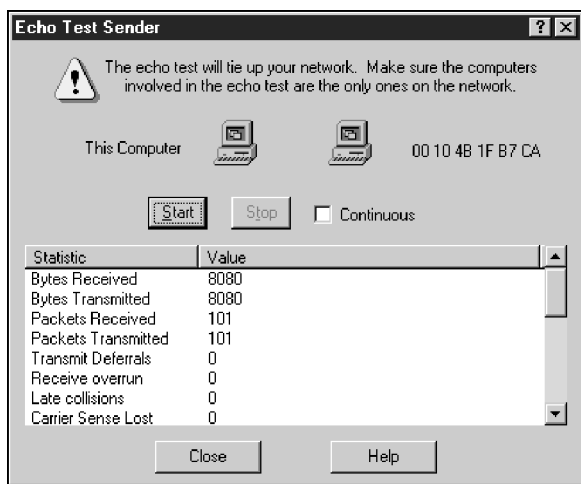 Echo Test Sender
The echo test will tie up your network. Make sure the computers
involved in the echo test are the only ones on the network.
This Computer 00 10 4B 1F B7 CA
Start Stop Continuous
Statistic Value
Bytes Received 8080
Bytes Transmitted 8080
Packets Received 101
Packets Transmitted 101
Transmit Deferrals 0
Receive overrun 0
Late collisions 0
Carrier Sense Lost 0
Close Help